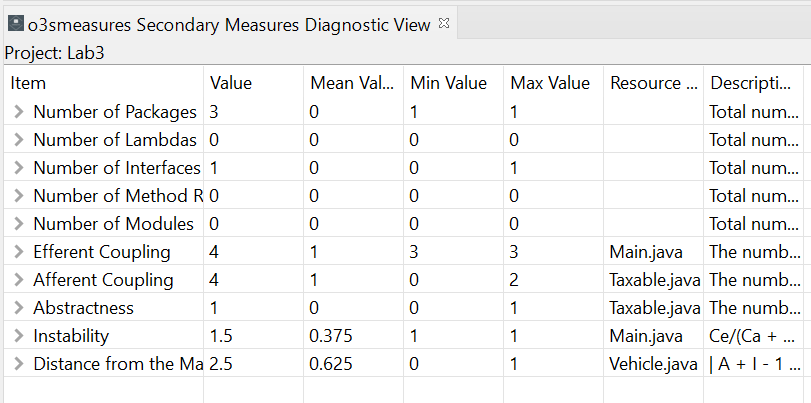 o3smeasures Secondary Measures Diagnostic View
Project: Lab3
Item Value Mean Val... Min Value Max Value Resource ... Descripti...
Number of Packages 3 0 1 1 Total num...
Number of Lambdas 0 0 0 0 Total num...
Number of Interfaces 1 0 0 1 Total num...
Number of Method R 0 0 0 0 Total num...
Number of Modules 0 0 0 0 Total num...
Efferent Coupling 4 1 3 3 Main.java The numb...
Afferent Coupling 4 1 0 2 Taxable.java The numb...
Abstractness 1 0 0 1 Taxable.java The numb...
Instability 1.5 0.375 1 1 Main.java Ce/(Ca + ...
Distance from the Ma 2.5 0.625 0 1 Vehicle.java | A + I - 1 ...